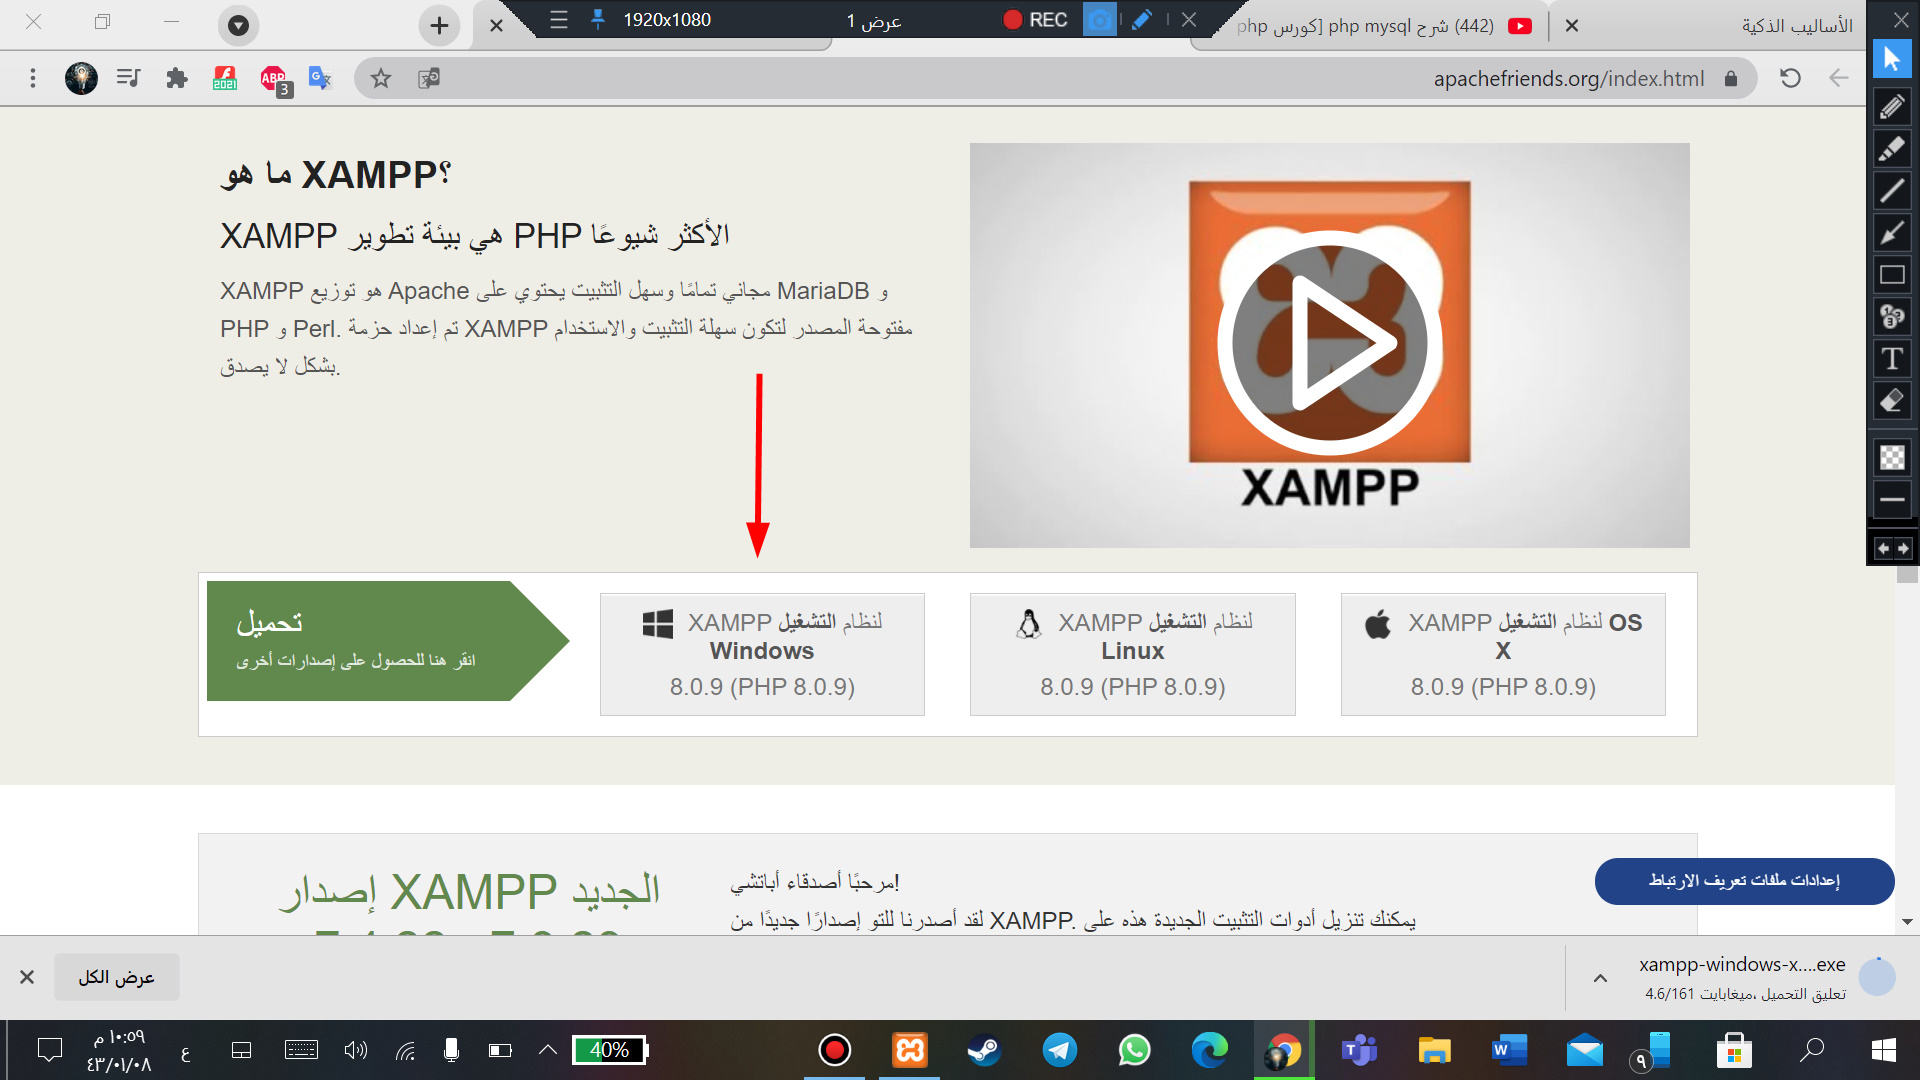 1920x1080
عرض 1
REC
(442) شرح php mysql [كورس php
الأساليب الذكية
apachefriends.org/index.html
ABP
3
2021
ما هو XAMPP؟
XAMPP هي بيئة تطوير PHP الأكثر شيوعًا
XAMPP هو توزيع Apache مجاني تمامًا وسهل التثبيت يحتوي على MariaDB و
PHP و Perl. تم إعداد حزمة XAMPP مفتوحة المصدر لتكون سهلة التثبيت والاستخدام
بشكل لا يصدق.
XAMPP
تحميل
انقر هنا للحصول على إصدارات أخرى
XAMPP لنظام التشغيل
Windows
8.0.9 (PHP 8.0.9)
XAMPP لنظام التشغيل
Linux
8.0.9 (PHP 8.0.9)
XAMPP لنظام التشغيل OS
X
8.0.9 (PHP 8.0.9)
إصدار XAMPP الجديد
مرحبًا أصدقاء أباتشي!
لقد أصدرنا للتو إصدارًا جديدًا من XAMPP. يمكنك تنزيل أدوات التثبيت الجديدة هذه على
إعدادات ملفات تعريف الارتباط
عرض الكل
xampp-windows-x....exe
4.6/161 ميغابايت، تعليق التحميل
١٠:٥٩ م
٤٣/٠١/٠٨
ع
40%
٩